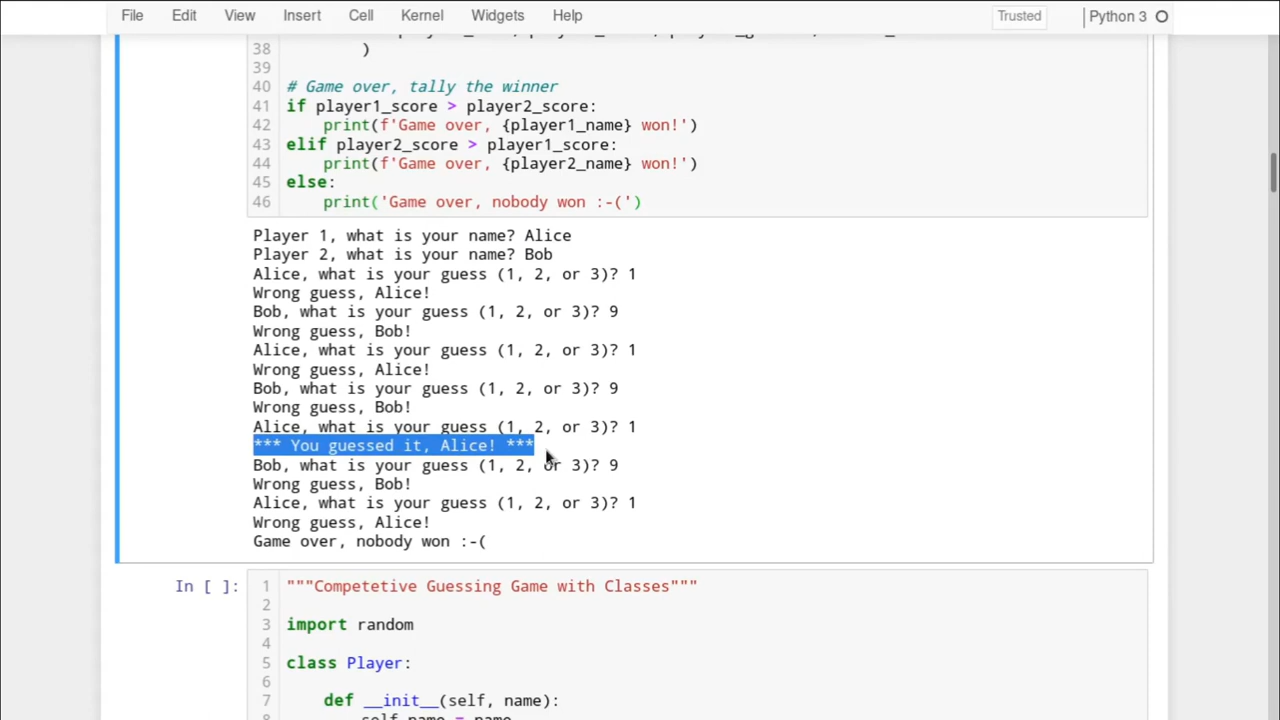 File Edit View Insert Cell Kernel Widgets Help Trusted Python 3
38 )
39
40 # Game over, tally the winner
41 if player1_score > player2_score:
42 print(f'Game over, {player1_name} won!')
43 elif player2_score > player1_score:
44 print(f'Game over, {player2_name} won!')
45 else:
46 print('Game over, nobody won :-(')
Player 1, what is your name? Alice
Player 2, what is your name? Bob
Alice, what is your guess (1, 2, or 3)? 1
Wrong guess, Alice!
Bob, what is your guess (1, 2, or 3)? 9
Wrong guess, Bob!
Alice, what is your guess (1, 2, or 3)? 1
Wrong guess, Alice!
Bob, what is your guess (1, 2, or 3)? 9
Wrong guess, Bob!
Alice, what is your guess (1, 2, or 3)? 1
*** You guessed it, Alice! ***
Bob, what is your guess (1, 2, or 3)? 9
Wrong guess, Bob!
Alice, what is your guess (1, 2, or 3)? 1
Wrong guess, Alice!
Game over, nobody won :-(
In [ ]: 1 """Competetive Guessing Game with Classes"""
2
3 import random
4
5 class Player:
6
7 def __init__(self, name):
8 self.name = name